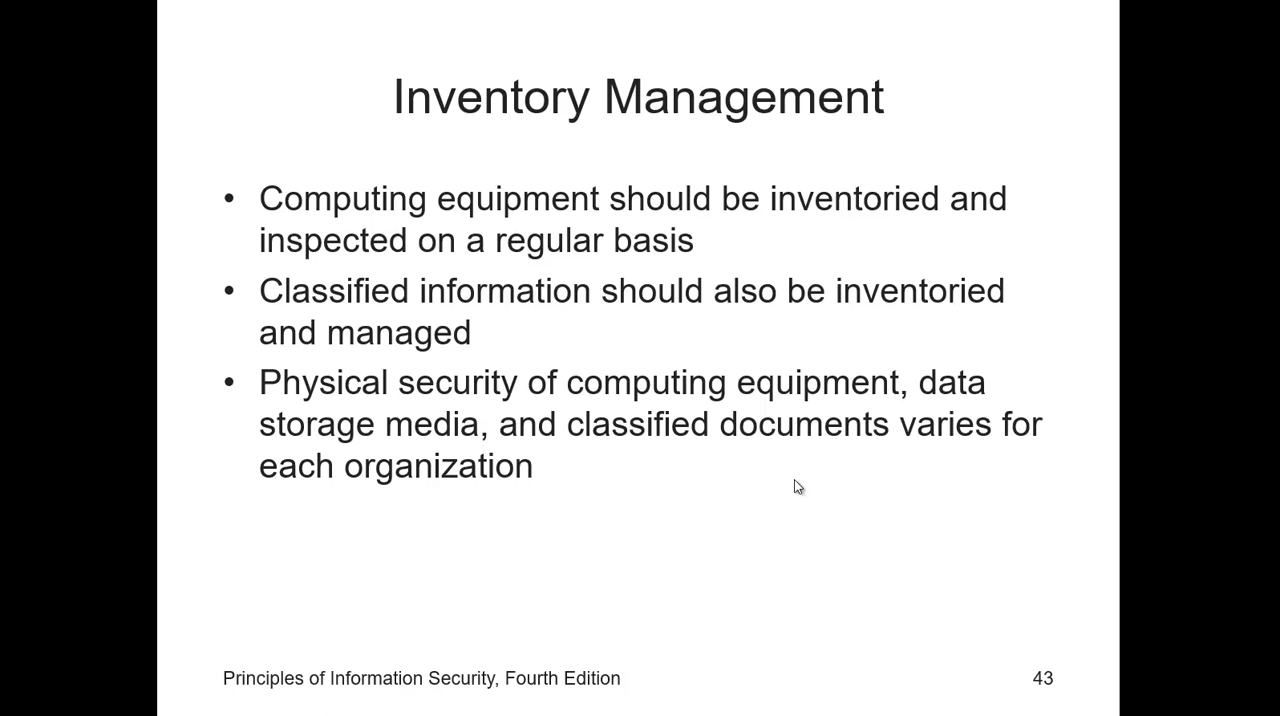 Inventory Management
• Computing equipment should be inventoried and
inspected on a regular basis
• Classified information should also be inventoried
and managed
• Physical security of computing equipment, data
storage media, and classified documents varies for
each organization
Principles of Information Security, Fourth Edition
43